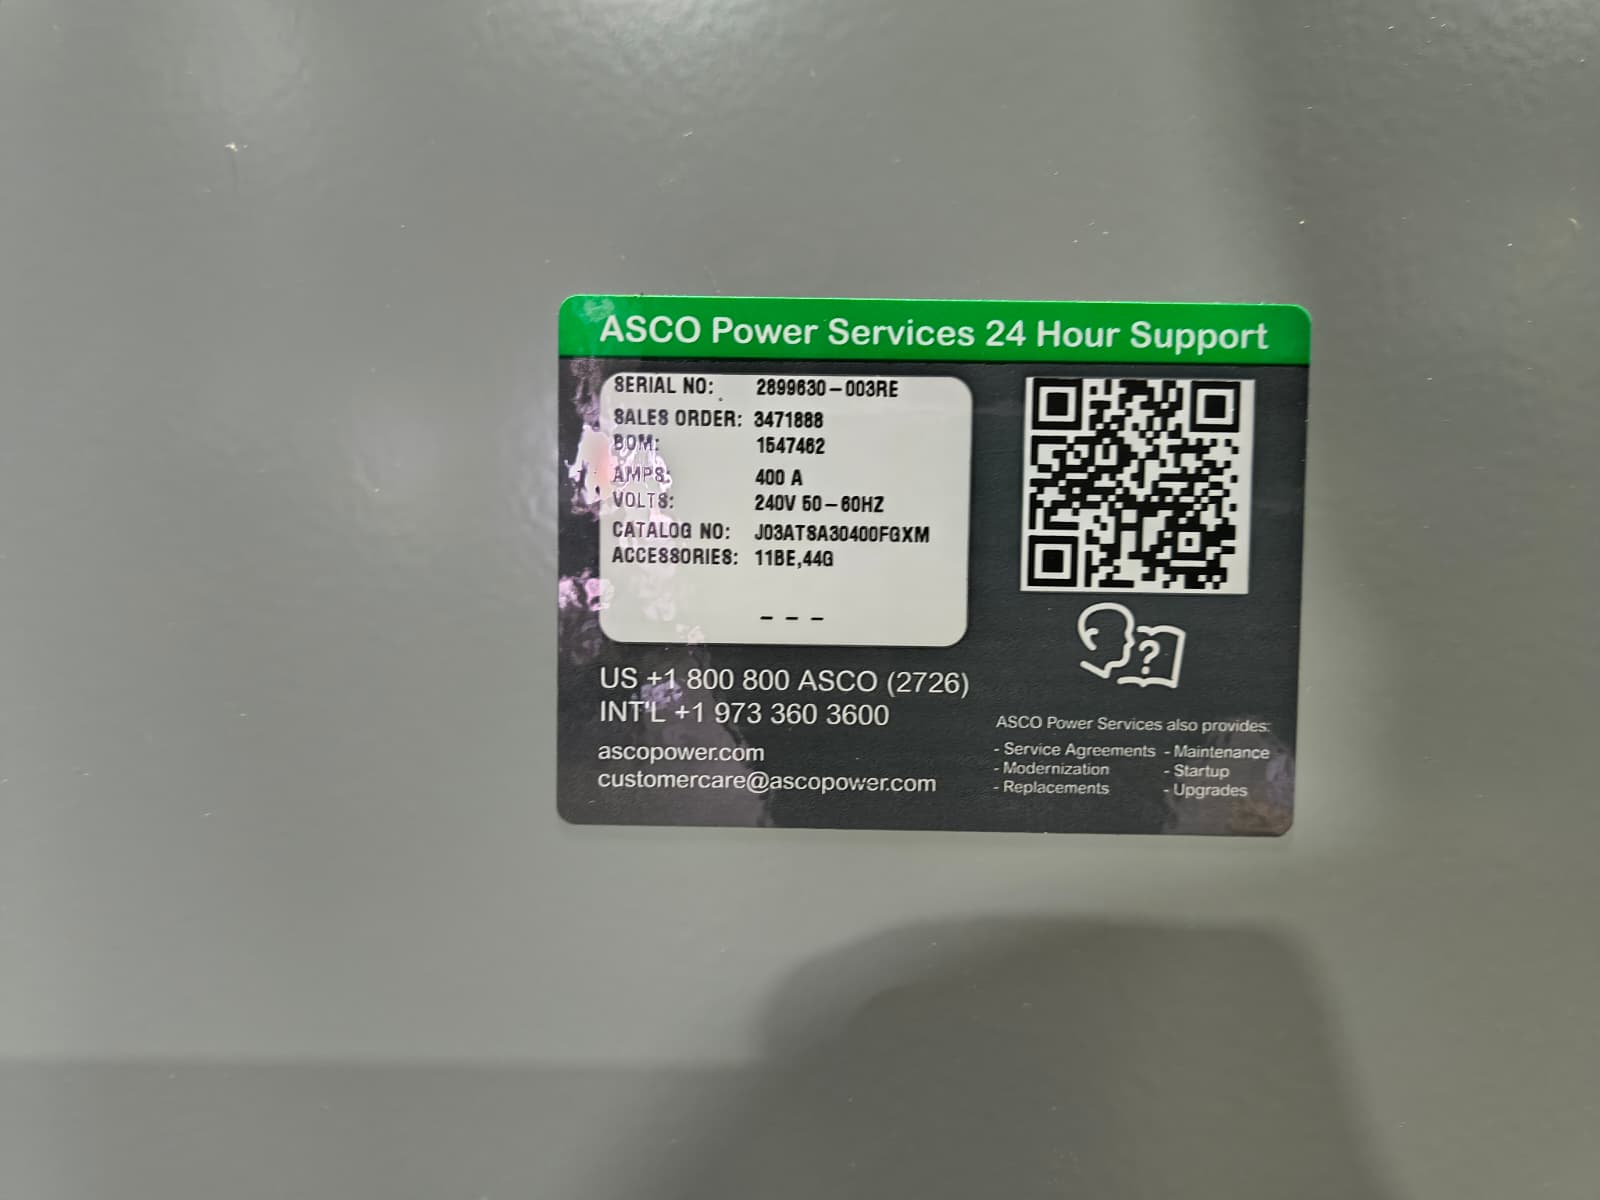 ASCO Power Services 24 Hour Support
SERIAL NO: 2899630-003RE
SALES ORDER: 3471888
BOM: 1547462
AMPS: 400 A
VOLTS: 240V 50-60HZ
CATALOG NO: J03ATSA30400FGXM
ACCESSORIES: 11BE,44G
- - -
?
US +1 800 800 ASCO (2726)
INT'L +1 973 360 3600
ascopower.com
customercare@ascopower.com
ASCO Power Services also provides:
- Service Agreements - Maintenance
- Modernization - Startup
- Replacements - Upgrades